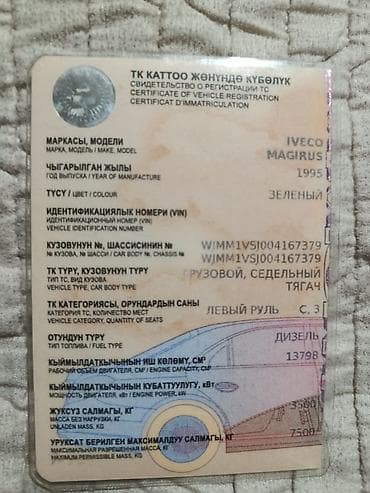 ТК КАТТОО ЖӨНҮНДӨ КҮБӨЛҮК
СВИДЕТЕЛЬСТВО О РЕГИСТРАЦИИ ТС
CERTIFICATE OF VEHICLE REGISTRATION
CERTIFICAT D'IMMATRICULATION
МАРКАСЫ, МОДЕЛИ IVECO
МАРКА, МОДЕЛЬ / MAKE, MODEL MAGIRUS
ЧЫГАРЫЛГАН ЖЫЛЫ 1995
ГОД ВЫПУСКА / YEAR OF MANUFACTURE
ТҮСҮ / ЦВЕТ / COLOUR ЗЕЛЕНЫЙ
ИДЕНТИФИКАЦИЯЛЫК НОМЕРИ (VIN)
ИДЕНТИФИКАЦИОННЫЙ НОМЕР (VIN)
VEHICLE IDENTIFICATION NUMBER
КУЗОВУНУН №, ШАССИСИНИН № WJMM1VSJ004167379
№ КУЗОВА, № ШАССИ / CAR BODY №, CHASSIS № WJMM1VSJ004167379
ТК ТҮРҮ, КУЗОВУНУН ТҮРҮ ГРУЗОВОЙ, СЕДЕЛЬНЫЙ
ТИП ТС, ВИД КУЗОВА ТЯГАЧ
VEHICLE TYPE, CAR BODY TYPE
ТК КАТЕГОРИЯСЫ, ОРУНДАРДЫН САНЫ ЛЕВЫЙ РУЛЬ C, 3
КАТЕГОРИЯ ТС, КОЛИЧЕСТВО МЕСТ
VEHICLE CATEGORY, QUANTITY OF SEATS
ОТУНДУН ТҮРҮ ДИЗЕЛЬ
ТИП ТОПЛИВА / FUEL TYPE
КЫЙМЫЛДАТКЫЧЫНЫН ИШ КӨЛӨМҮ, СМ³ 13798
РАБОЧИЙ ОБЪЕМ ДВИГАТЕЛЯ, СМ³ / ENGINE CAPACITY, СМ³
КЫЙМЫЛДАТКЫЧЫНЫН КУБАТТУУЛУГУ, кВт
МОЩНОСТЬ ДВИГАТЕЛЯ, кВт / ENGINE POWER, kW
ЖҮКСҮЗ САЛМАГЫ, КГ 3500
МАССА БЕЗ НАГРУЗКИ, КГ
UNLADEN MASS, KG
УРУКСАТ БЕРИЛГЕН МАКСИМАЛДУУ САЛМАГЫ, КГ 7500
МАКСИМАЛЬНАЯ РАЗРЕШЕННАЯ МАССА, КГ
MAXIMUM PERMISSIBLE MASS, KG